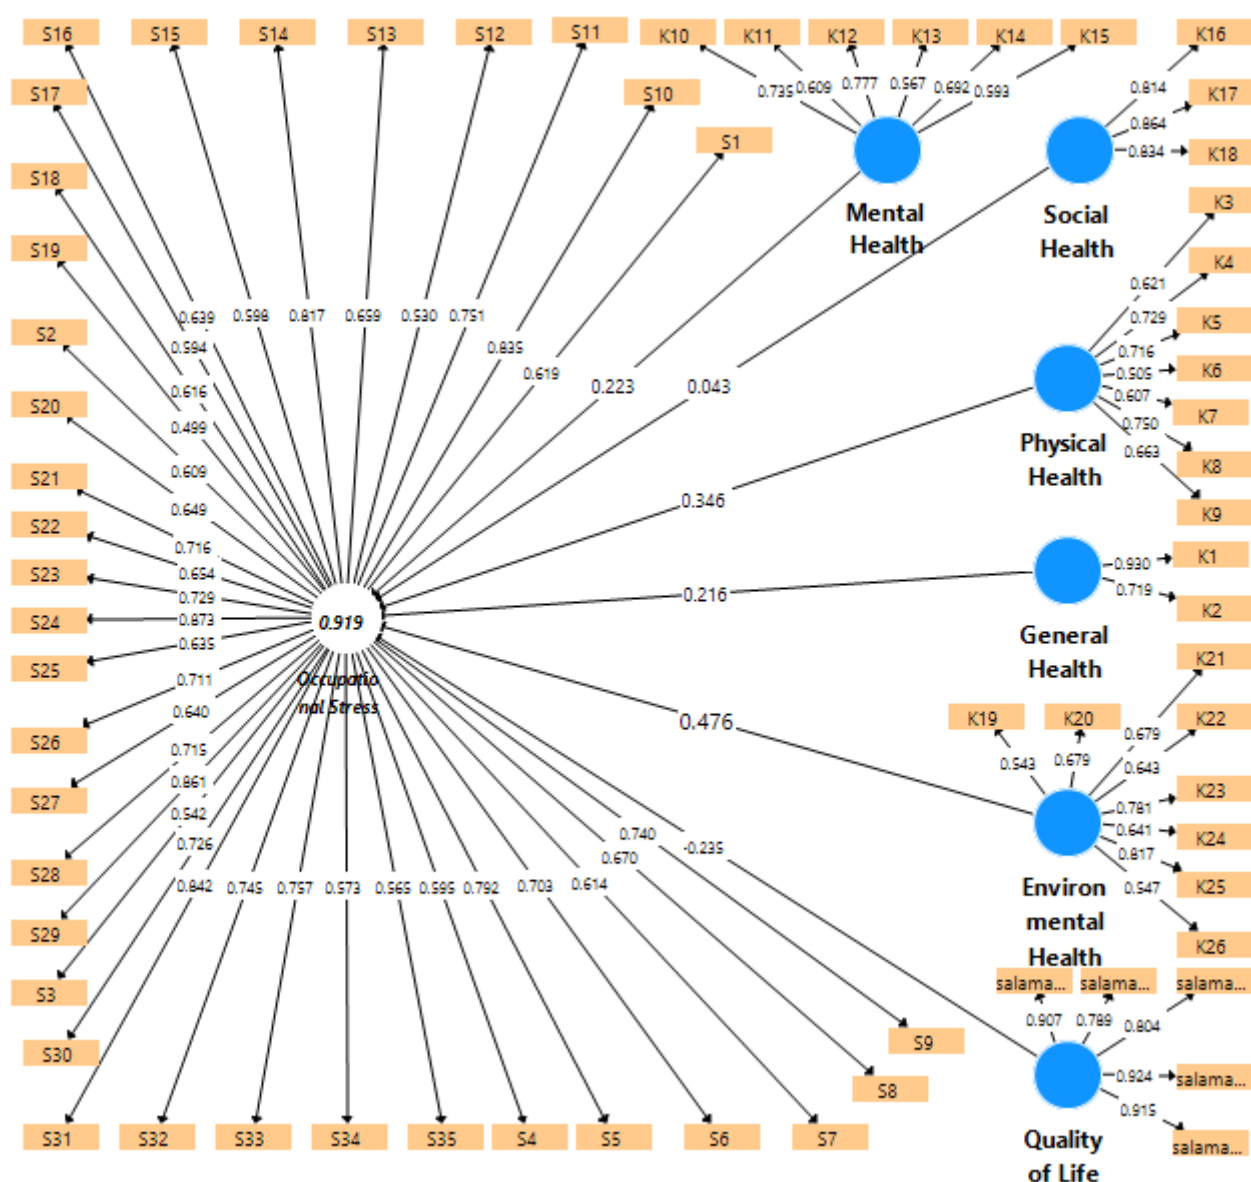 S16
S15
S14
S13
S12
S11
K10
K11
K12
K13
K14
K15
K16
S17
S10
S1
K17
K18
0.735
0.609
0.777
0.567
0.692
0.593
0.814
0.864
0.834
Mental
Health
Social
Health
S18
S19
S2
S20
S21
S22
S23
S24
S25
S26
S27
S28
S29
S3
S30
S31
S32
S33
S34
S35
S4
S5
S6
S7
S8
S9
0.639
0.598
0.817
0.659
0.530
0.751
0.835
0.619
0.594
0.616
0.499
0.609
0.649
0.716
0.654
0.729
0.873
0.635
0.711
0.640
0.715
0.861
0.542
0.726
0.842
0.745
0.757
0.573
0.565
0.595
0.792
0.703
0.614
0.670
0.740
0.919
Occupatio
nal Stress
0.223
0.043
0.346
0.216
0.476
-0.235
K3
K4
K5
K6
K7
K8
K9
0.621
0.729
0.716
0.505
0.607
0.750
0.663
Physical
Health
K1
K2
0.930
0.719
General
Health
K19
K20
K21
K22
K23
K24
K25
K26
0.543
0.679
0.679
0.643
0.781
0.641
0.817
0.547
Environ
mental
Health
salama...
salama...
salama...
salama...
salama...
0.907
0.789
0.804
0.924
0.915
Quality
of Life